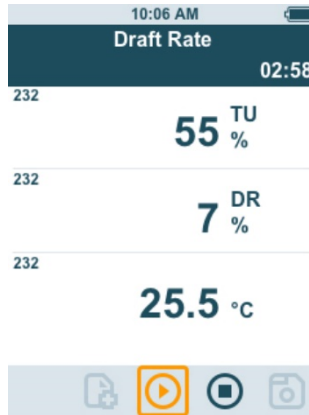 10:06 AM
Draft Rate
02:58
232
55 TU %
232
7 DR %
232
25.5 °C